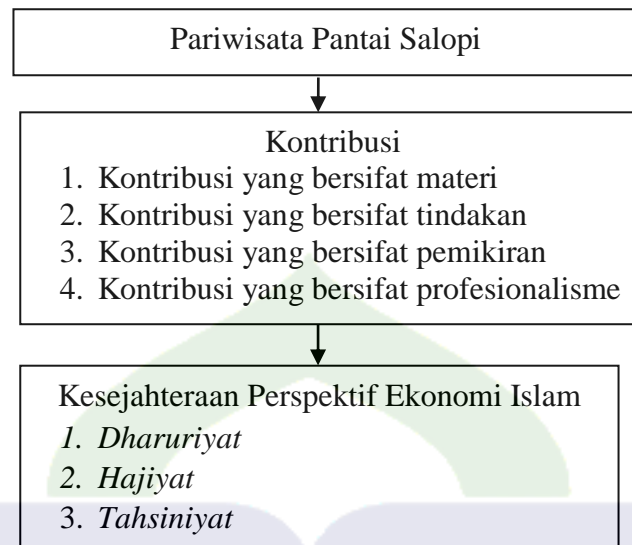 Pariwisata Pantai Salopi
Kontribusi
1. Kontribusi yang bersifat materi
2. Kontribusi yang bersifat tindakan
3. Kontribusi yang bersifat pemikiran
4. Kontribusi yang bersifat profesionalisme
Kesejahteraan Perspektif Ekonomi Islam
1. Dharuriyat
2. Hajiyat
3. Tahsiniyat